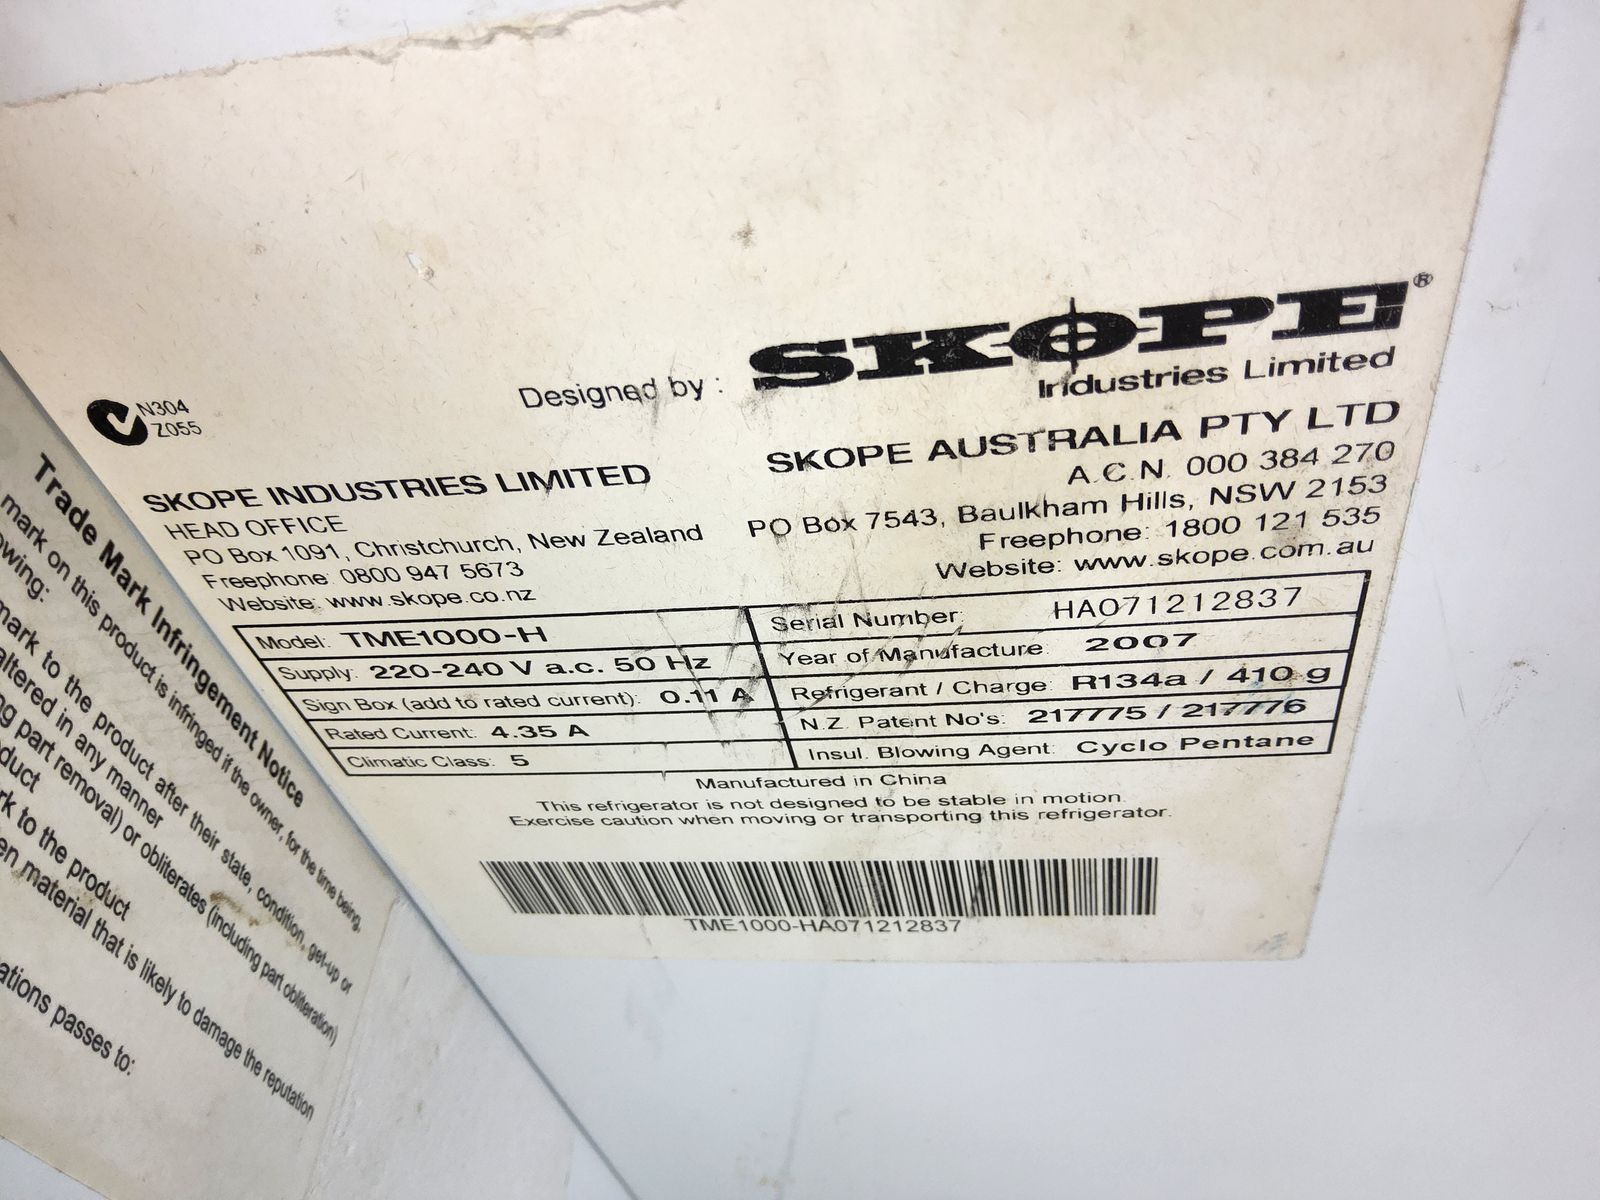 Designed by : SKOPE®
Industries Limited
N304
Z055
SKOPE INDUSTRIES LIMITED
HEAD OFFICE
PO Box 1091, Christchurch, New Zealand
Freephone: 0800 947 5673
Website: www.skope.co.nz
SKOPE AUSTRALIA PTY LTD
A.C.N. 000 384 270
PO Box 7543, Baulkham Hills, NSW 2153
Freephone: 1800 121 535
Website: www.skope.com.au
Model: TME1000-H
Supply: 220-240 V a.c. 50 Hz
Sign Box (add to rated current): 0.11 A
Rated Current: 4.35 A
Climatic Class: 5
Serial Number: HA071212837
Year of Manufacture: 2007
Refrigerant / Charge: R134a / 410 g
N.Z. Patent No's: 217775 / 217776
Insul. Blowing Agent: Cyclo Pentane
Manufactured in China
This refrigerator is not designed to be stable in motion.
Exercise caution when moving or transporting this refrigerator.
TME1000-HA071212837
Trade Mark Infringement Notice
mark on this product is infringed if the owner, for the time being,
owing:
mark to the product after their state, condition, get-up or
altered in any manner
ng part removal) or obliterates (including part obliteration)
oduct
rk to the product
en material that is likely to damage the reputation
ations passes to: